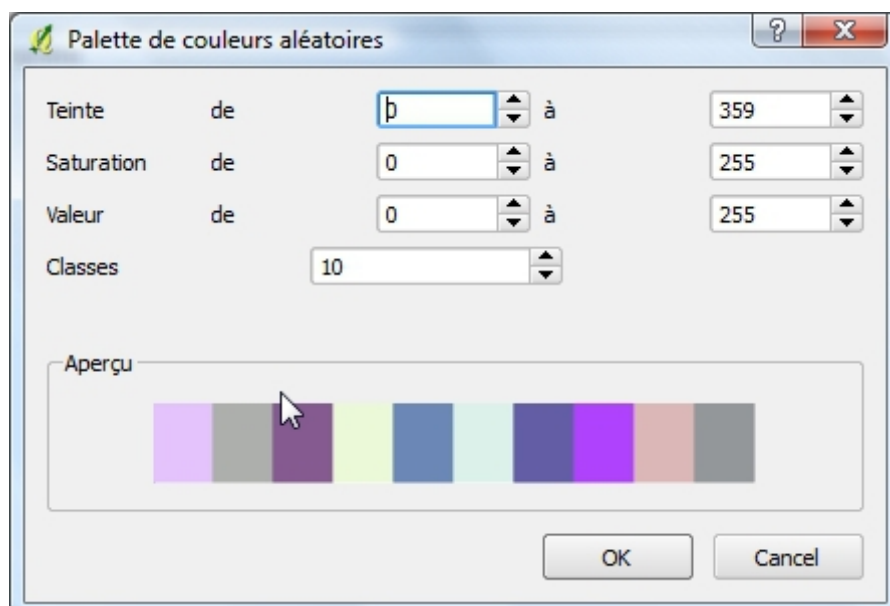 Palette de couleurs aléatoires
Teinte de 0 à 359
Saturation de 0 à 255
Valeur de 0 à 255
Classes 10
Aperçu
OK Cancel